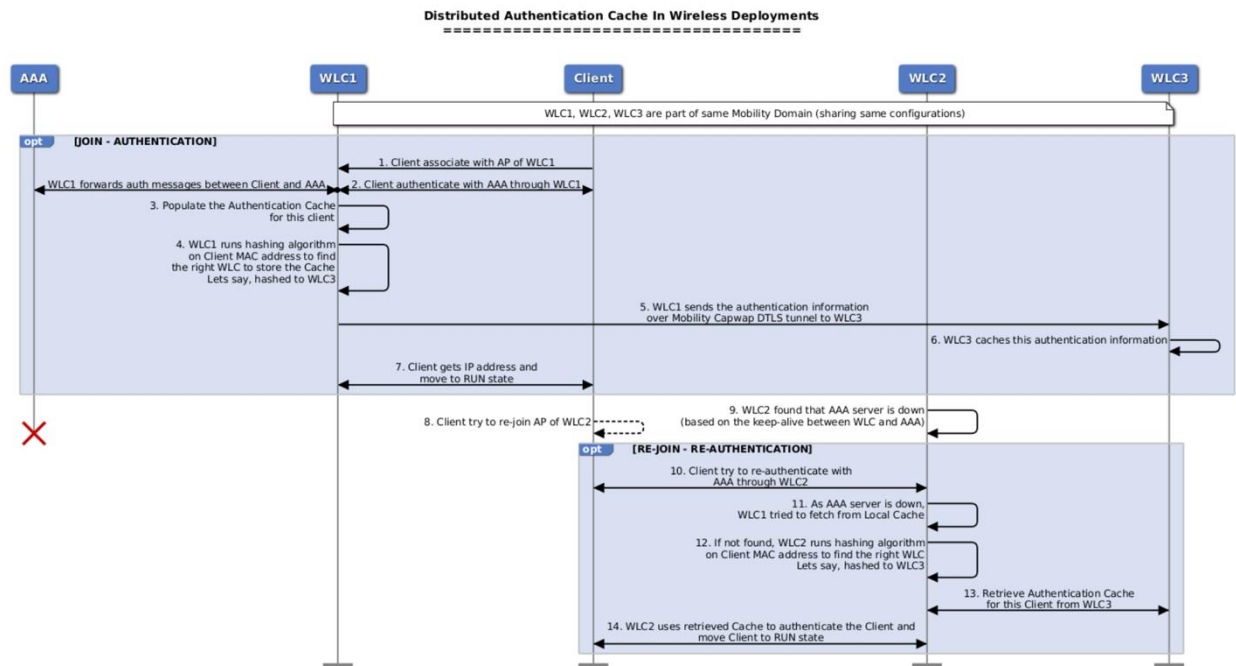 Distributed Authentication Cache In Wireless Deployments
====================================
AAA
WLC1
Client
WLC2
WLC3
WLC1, WLC2, WLC3 are part of same Mobility Domain (sharing same configurations)
opt
[JOIN - AUTHENTICATION]
1. Client associate with AP of WLC1
WLC1 forwards auth messages between Client and AAA
2. Client authenticate with AAA through WLC1
3. Populate the Authentication Cache
for this client
4. WLC1 runs hashing algorithm
on Client MAC address to find
the right WLC to store the Cache
Lets say, hashed to WLC3
5. WLC1 sends the authentication information
over Mobility Capwap DTLS tunnel to WLC3
6. WLC3 caches this authentication information
7. Client gets IP address and
move to RUN state
8. Client try to re-join AP of WLC2
9. WLC2 found that AAA server is down
(based on the keep-alive between WLC and AAA)
opt
[RE-JOIN - RE-AUTHENTICATION]
10. Client try to re-authenticate with
AAA through WLC2
11. As AAA server is down,
WLC1 tried to fetch from Local Cache
12. If not found, WLC2 runs hashing algorithm
on Client MAC address to find the right WLC
Lets say, hashed to WLC3
13. Retrieve Authentication Cache
for this Client from WLC3
14. WLC2 uses retrieved Cache to authenticate the Client and
move Client to RUN state